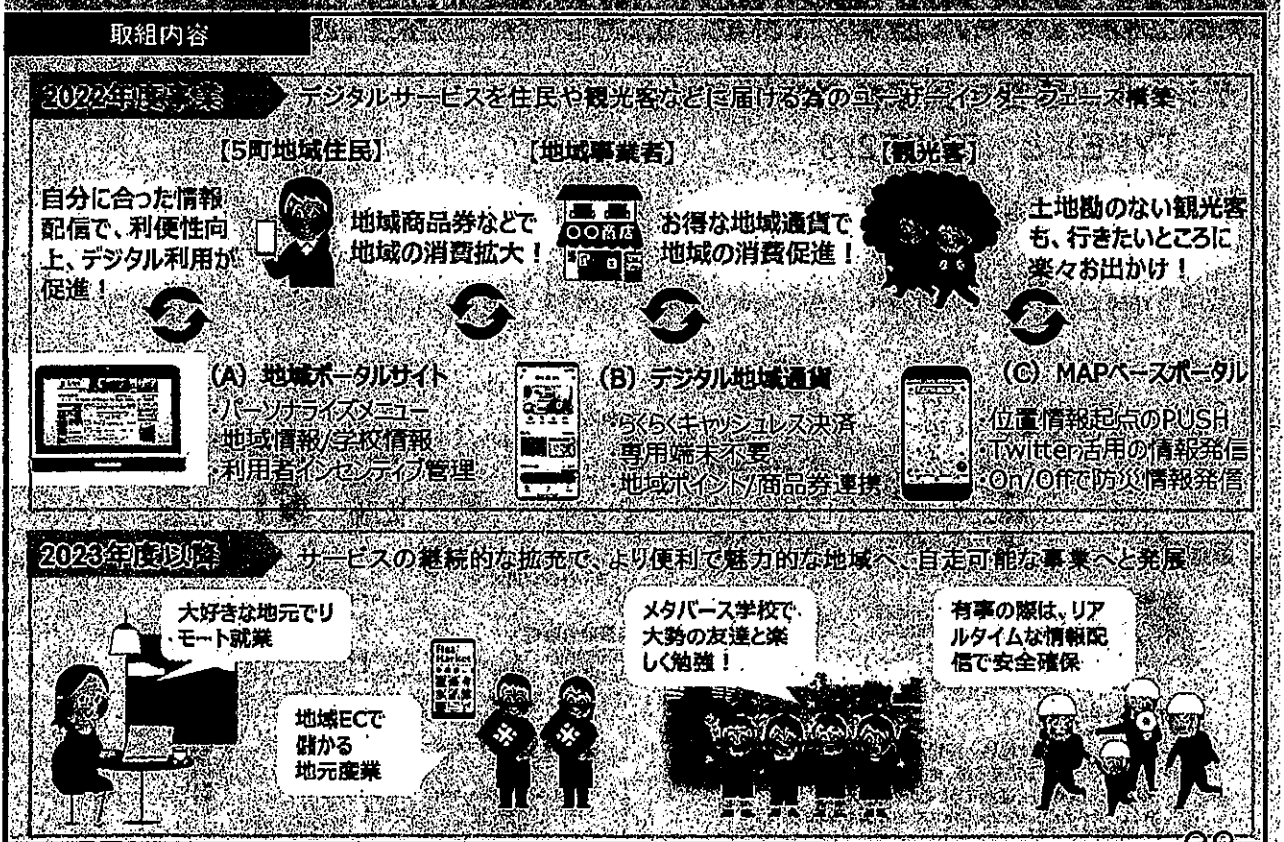 取組内容
2022年度事業
デジタルサービスを住民や観光客などに届ける為のユーザーインターフェース構築
【5町地域住民】
【地域事業者】
【観光客】
自分に合った情報
配信で、利便性向
上、デジタル利用が
促進！
地域商品券などで
地域の消費拡大！
〇〇商店
お得な地域通貨で
地域の消費促進！
土地勘のない観光客
も、行きたいところに
楽々お出かけ！
(A) 地域ポータルサイト
・パーソナライズメニュー
・地域情報/学校情報
・利用者インセンティブ管理
(B) デジタル地域通貨
・らくらくキャッシュレス決済
・専用端末不要
・地域ポイント/商品券連携
(C) MAPベースポータル
・位置情報起点のPUSH
・Twitter活用の情報発信
・On/Offで防災情報発信
2023年度以降
サービスの継続的な拡充で、より便利で魅力的な地域へ、自走可能な事業へと発展
大好きな地元でリ
モート就業
Flea
Market
地域ECで
儲かる
地元産業
メタバース学校で、
大勢の友達と楽
しく勉強！
有事の際は、リア
ルタイムな情報配
信で安全確保